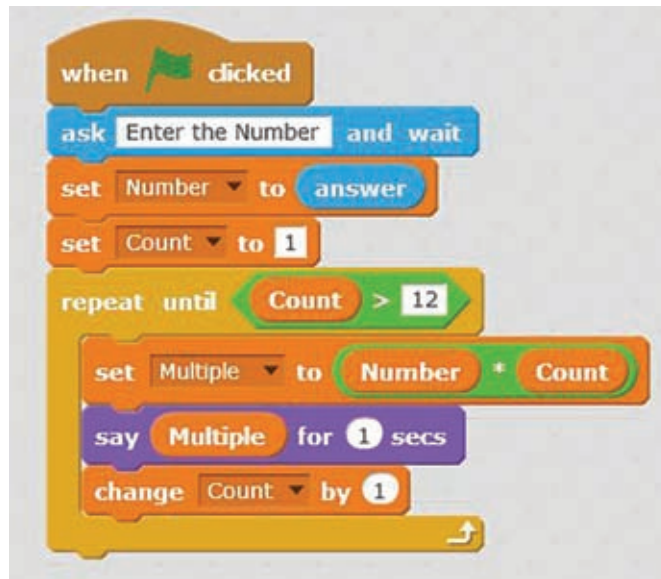 when clicked
ask Enter the Number and wait
set Number to answer
set Count to 1
repeat until Count > 12
set Multiple to Number * Count
say Multiple for 1 secs
change Count by 1